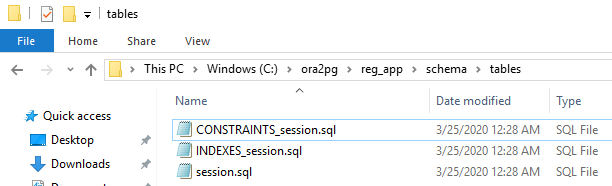 tables
File Home Share View
This PC > Windows (C:) > ora2pg > reg_app > schema > tables
Quick access
Desktop
Downloads
Name Date modified Type
CONSTRAINTS_session.sql 3/25/2020 12:28 AM SQL File
INDEXES_session.sql 3/25/2020 12:28 AM SQL File
session.sql 3/25/2020 12:28 AM SQL File